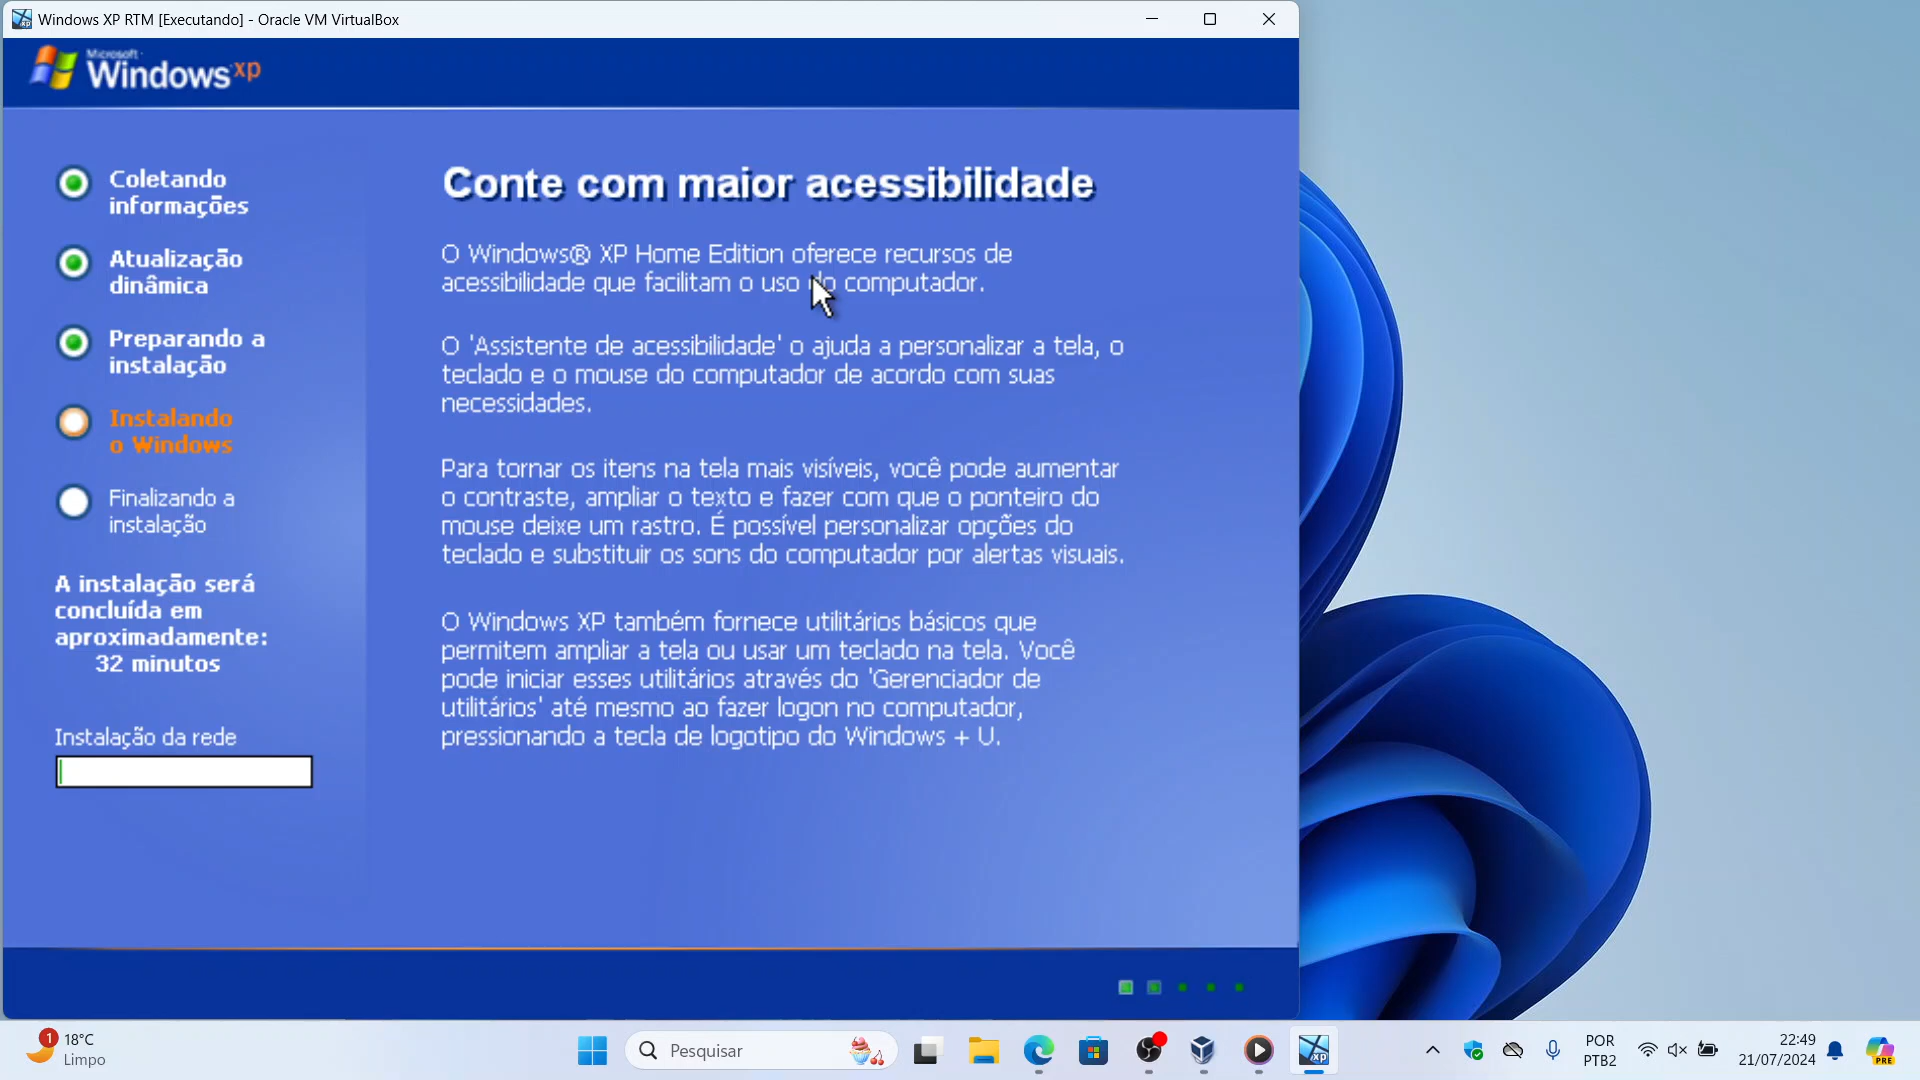 Windows XP RTM [Executando] - Oracle VM VirtualBox
Microsoft
Windows xp
Coletando
informações
Atualização
dinâmica
Preparando a
instalação
Instalando
o Windows
Finalizando a
instalação
A instalação será
concluída em
aproximadamente:
32 minutos
Instalação da rede
Conte com maior acessibilidade
O Windows® XP Home Edition oferece recursos de
acessibilidade que facilitam o uso do computador.
O 'Assistente de acessibilidade' o ajuda a personalizar a tela, o
teclado e o mouse do computador de acordo com suas
necessidades.
Para tornar os itens na tela mais visíveis, você pode aumentar
o contraste, ampliar o texto e fazer com que o ponteiro do
mouse deixe um rastro. É possível personalizar opções do
teclado e substituir os sons do computador por alertas visuais.
O Windows XP também fornece utilitários básicos que
permitem ampliar a tela ou usar um teclado na tela. Você
pode iniciar esses utilitários através do 'Gerenciador de
utilitários' até mesmo ao fazer logon no computador,
pressionando a tecla de logotipo do Windows + U.
1
18°C
Limpo
Pesquisar
xp
POR
PTB2
22:49
21/07/2024
PRE